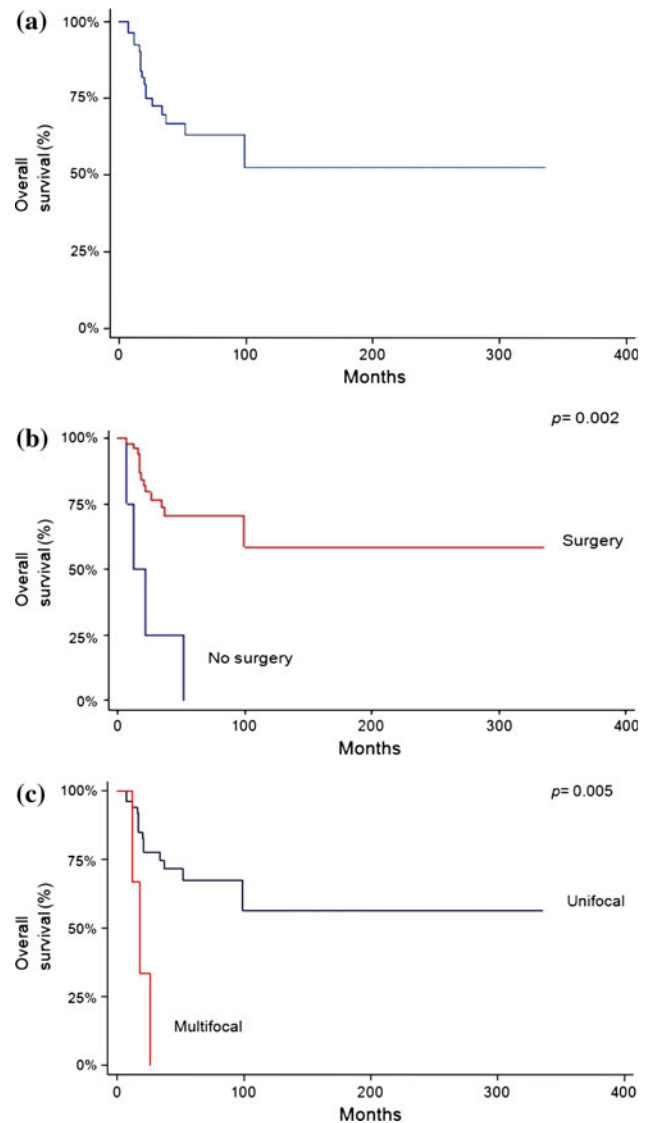 (a)
100%
75%
50%
25%
0%
Overall
survival (%)
0 100 200 300 400
Months
(b)
p= 0.002
100%
75%
50%
25%
0%
Overall
survival (%)
Surgery
No surgery
0 100 200 300 400
Months
(c)
p= 0.005
100%
75%
50%
25%
0%
Overall
survival (%)
Unifocal
Multifocal
0 100 200 300 400
Months